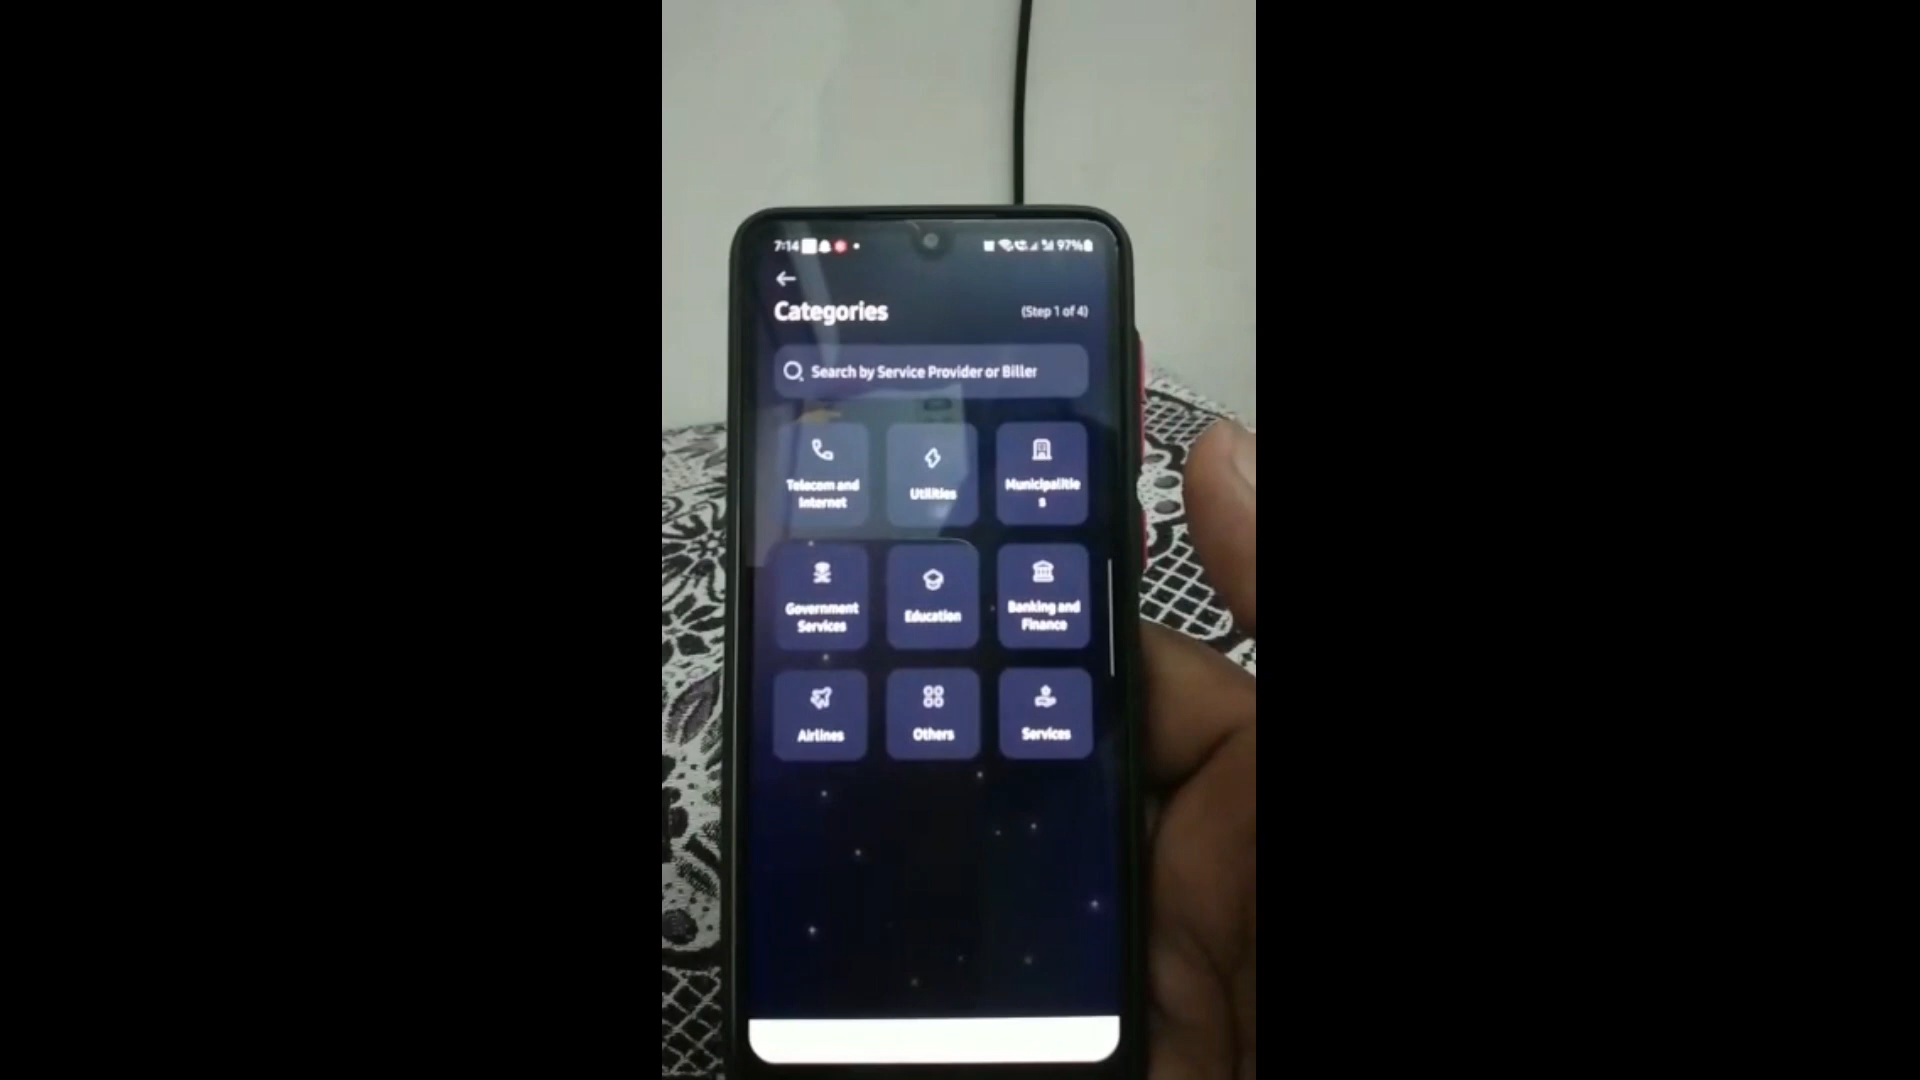 7:14 97%
Categories (Step 1 of 4)
Search by Service Provider or Biller
Telecom and
Internet
Utilities
Municipalitie
s
Government
Services
Education
Banking and
Finance
Airlines
Others
Services